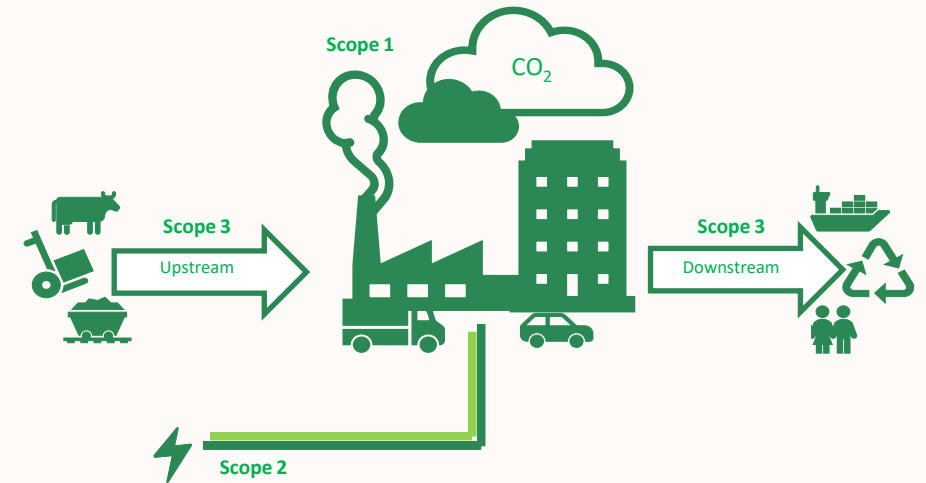 Scope 1
CO₂
Scope 3
Upstream
Scope 3
Downstream
Scope 2